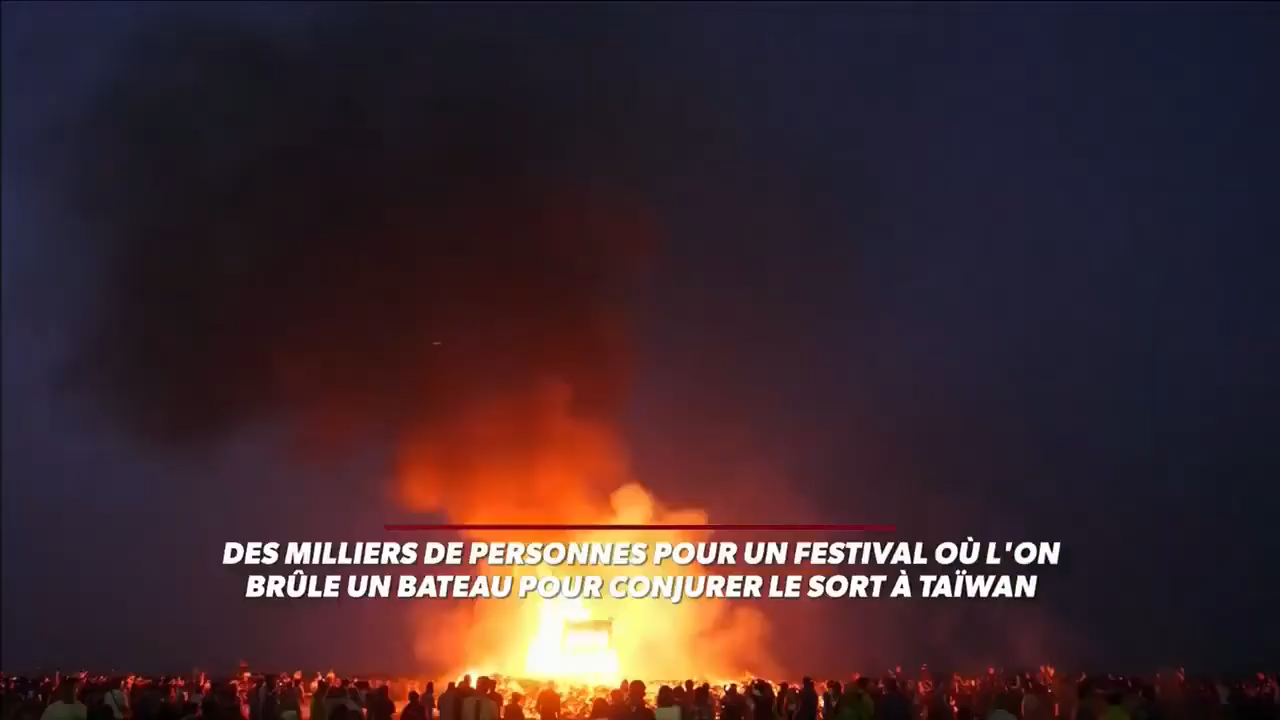 DES MILLIERS DE PERSONNES POUR UN FESTIVAL OÙ L'ON
BRÛLE UN BATEAU POUR CONJURER LE SORT À TAÏWAN